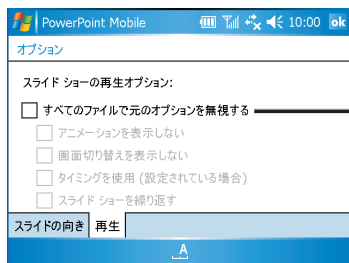 PowerPoint Mobile 10:00 ok
オプション
スライド ショーの再生オプション:
すべてのファイルで元のオプションを無視する
アニメーションを表示しない
画面切り替えを表示しない
タイミングを使用 (設定されている場合)
スライド ショーを繰り返す
スライドの向き 再生
A